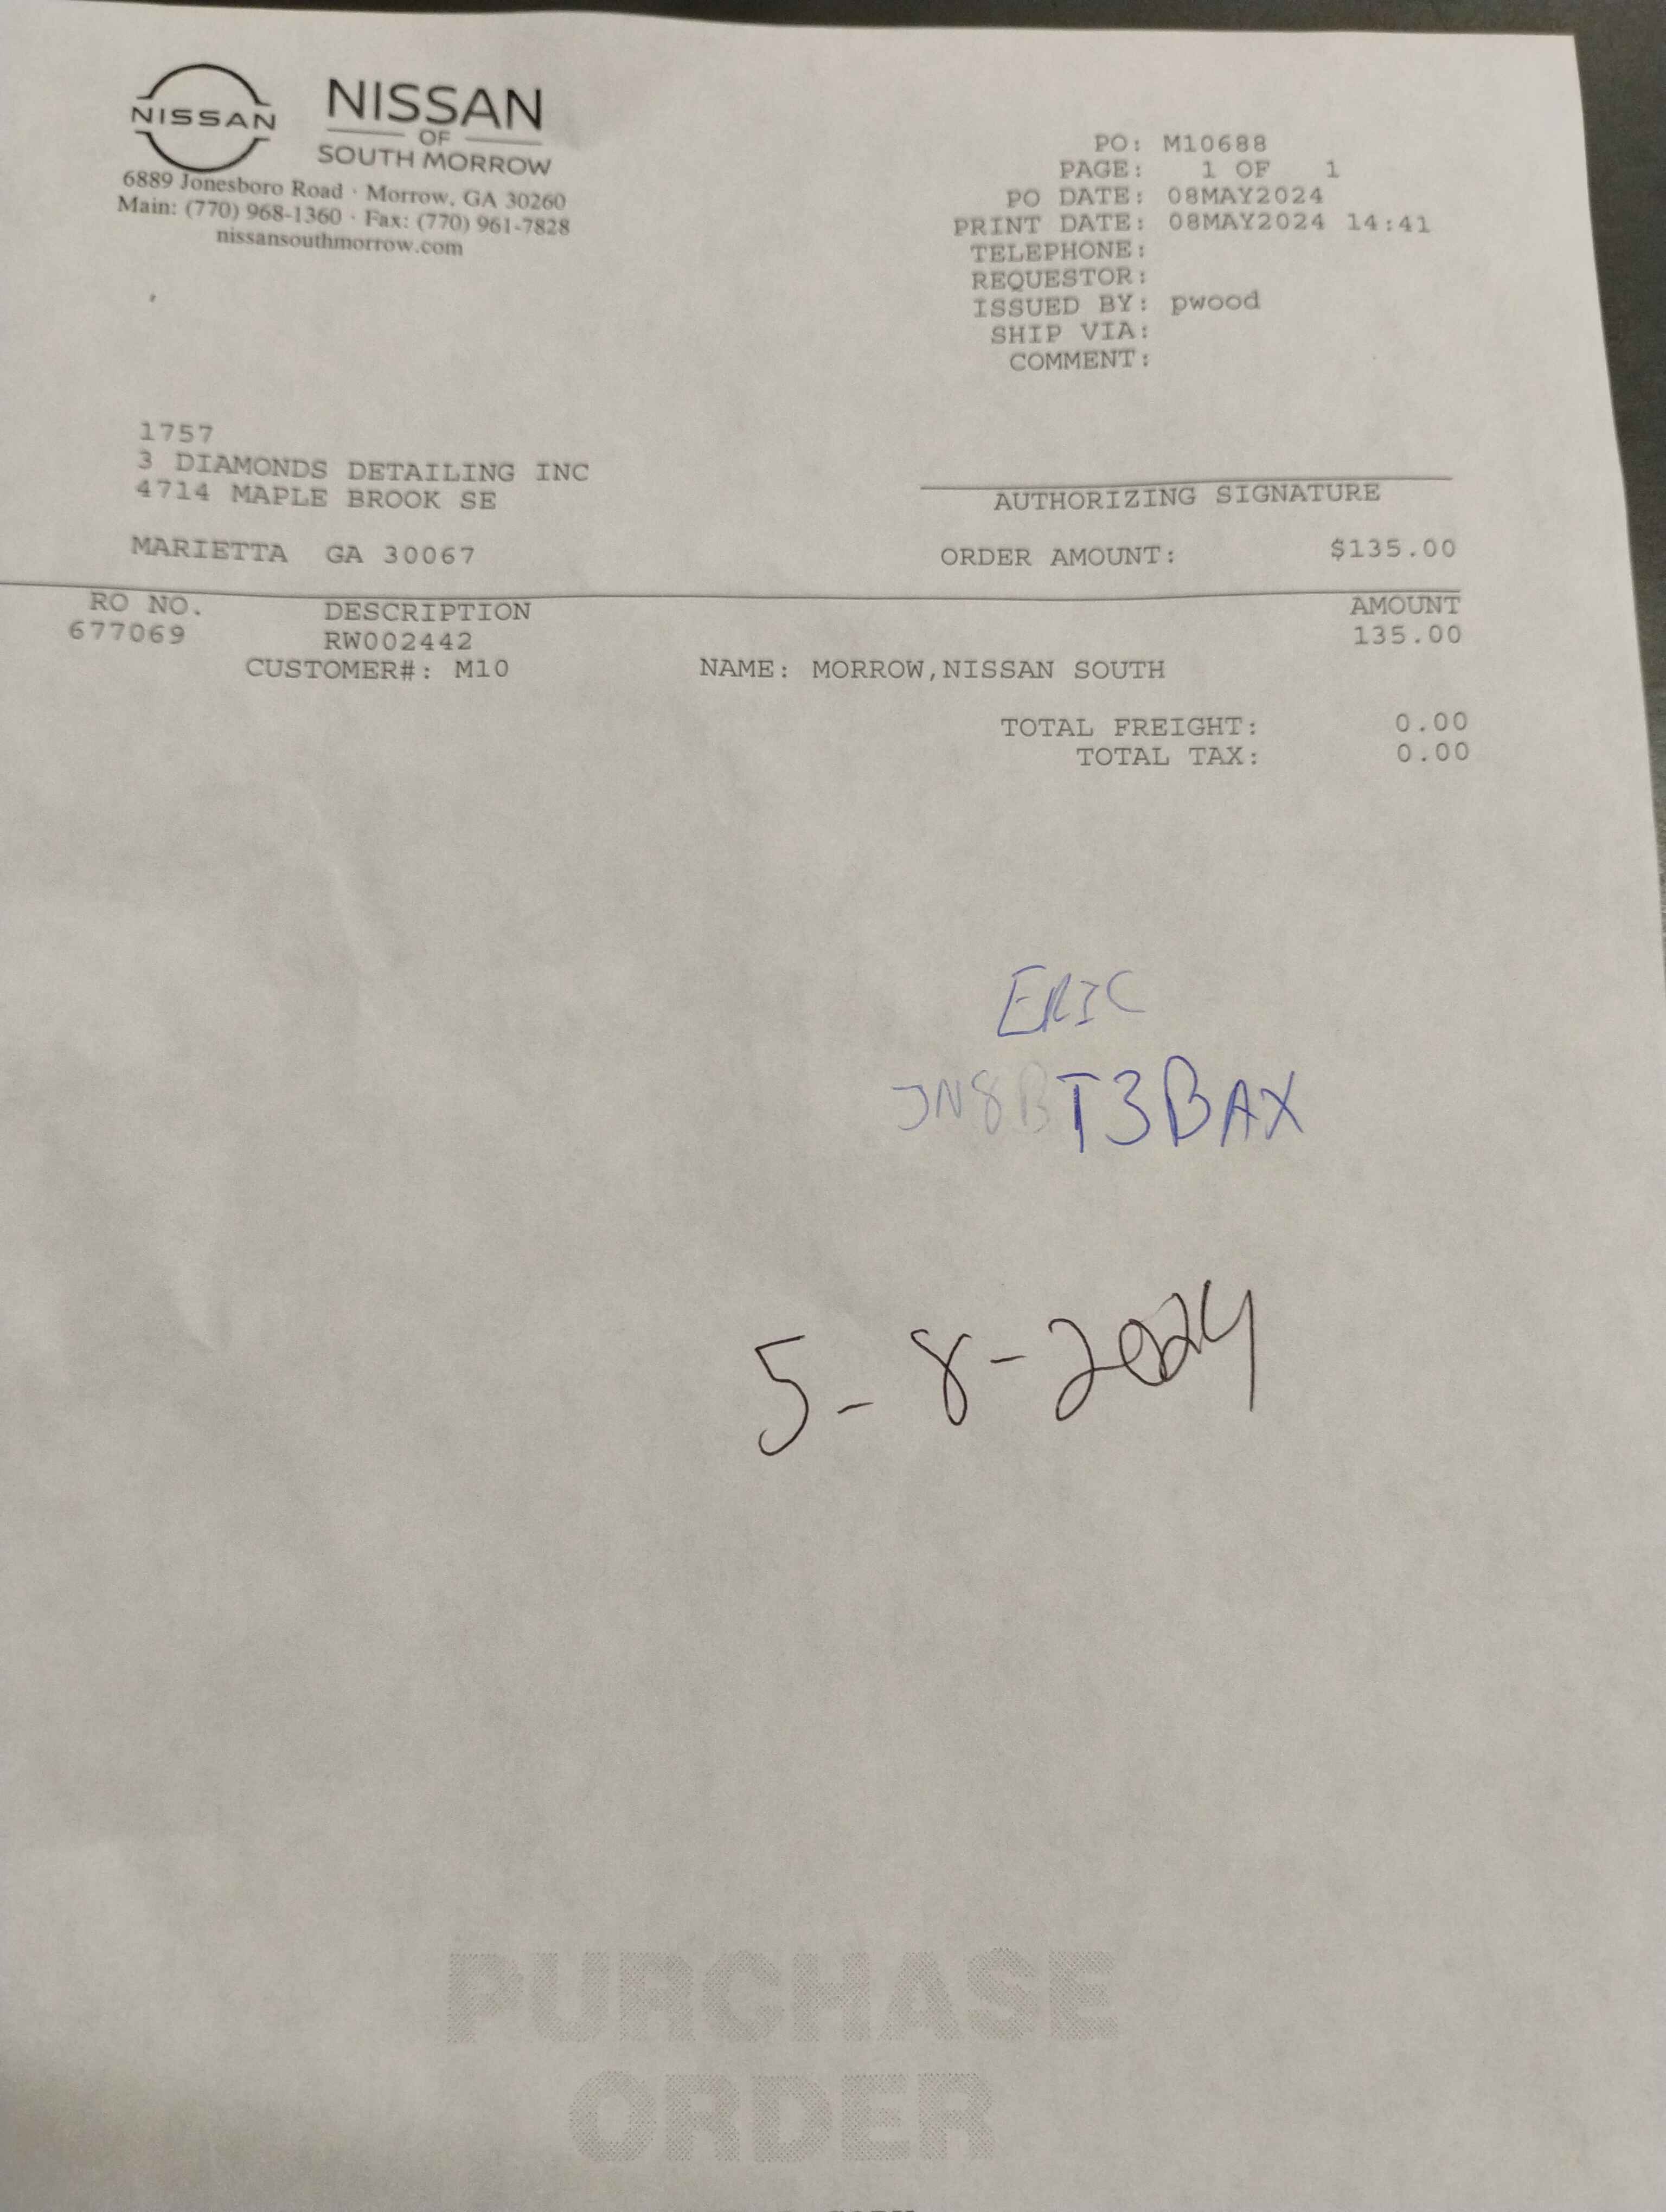 NISSAN
NISSAN
OF
SOUTH MORROW
6889 Jonesboro Road · Morrow, GA 30260
Main: (770) 968-1360 · Fax: (770) 961-7828
nissansouthmorrow.com
PO: M10688
PAGE: 1 OF 1
PO DATE: 08MAY2024
PRINT DATE: 08MAY2024 14:41
TELEPHONE:
REQUESTOR:
ISSUED BY: pwood
SHIP VIA:
COMMENT:
1757
3 DIAMONDS DETAILING INC
4714 MAPLE BROOK SE
MARIETTA GA 30067
AUTHORIZING SIGNATURE
ORDER AMOUNT: $135.00
RO NO. DESCRIPTION AMOUNT
677069 RW002442 135.00
CUSTOMER#: M10 NAME: MORROW,NISSAN SOUTH
TOTAL FREIGHT: 0.00
TOTAL TAX: 0.00
ERIC
JN8BT3BAX
5-8-2024
PURCHASE
ORDER